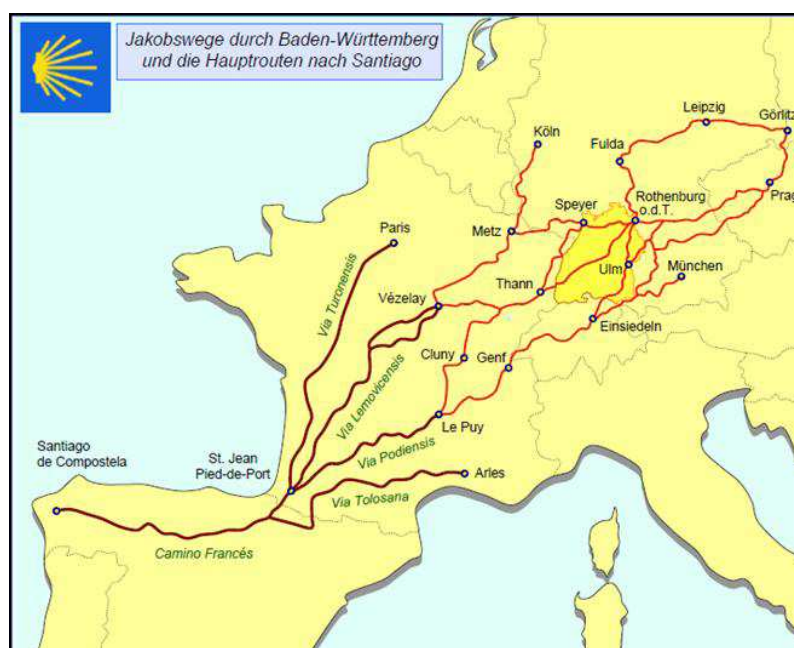 Jakobswege durch Baden-Württemberg
und die Hauptrouten nach Santiago
Leipzig
Görlitz
Köln
Fulda
Prag
Speyer
Rothenburg
o.d.T.
Paris
Metz
Ulm
München
Thann
Vézelay
Via Turonensis
Einsiedeln
Cluny
Genf
Via Lemovicensis
Le Puy
Santiago
de Compostela
St. Jean
Pied-de-Port
Via Podiensis
Arles
Via Tolosana
Camino Francés